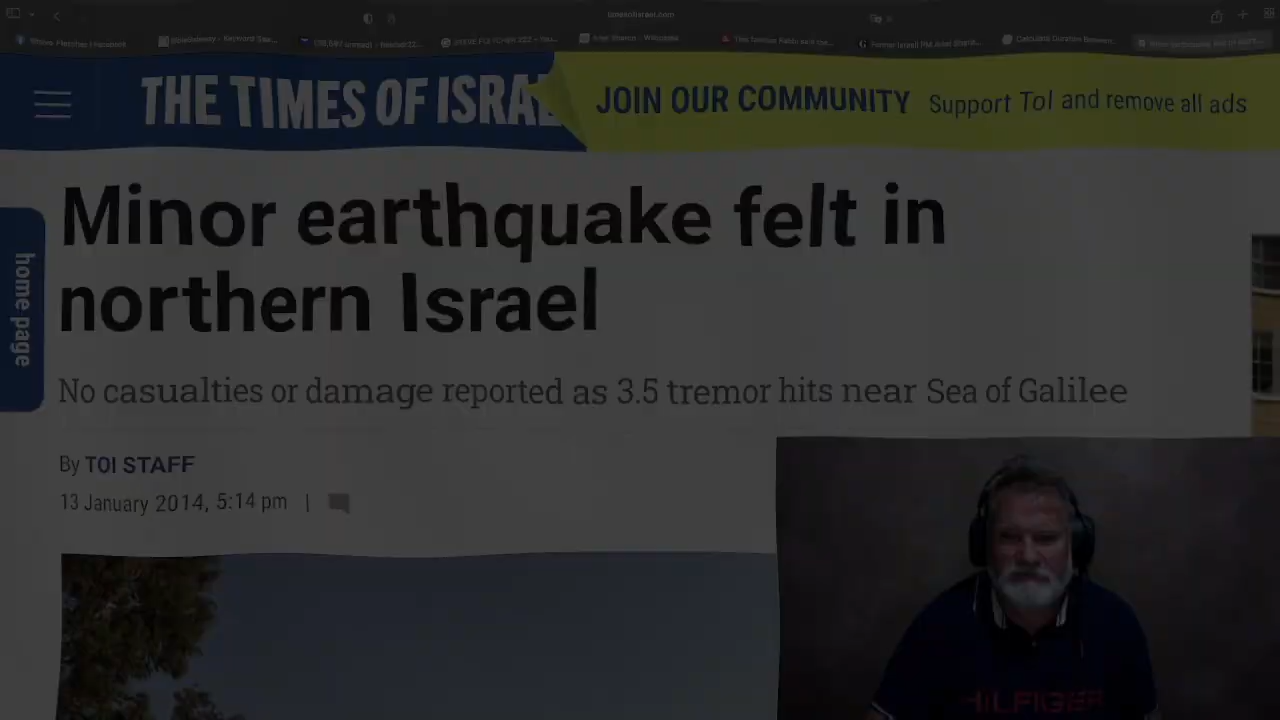 timesofisrael.com
THE TIMES OF ISRA
JOIN OUR COMMUNITY Support ToI and remove all ads
Minor earthquake felt in
northern Israel
home page
No casualties or damage reported as 3.5 tremor hits near Sea of Galilee
By TOI STAFF
13 January 2014, 5:14 pm |
HILFIGER